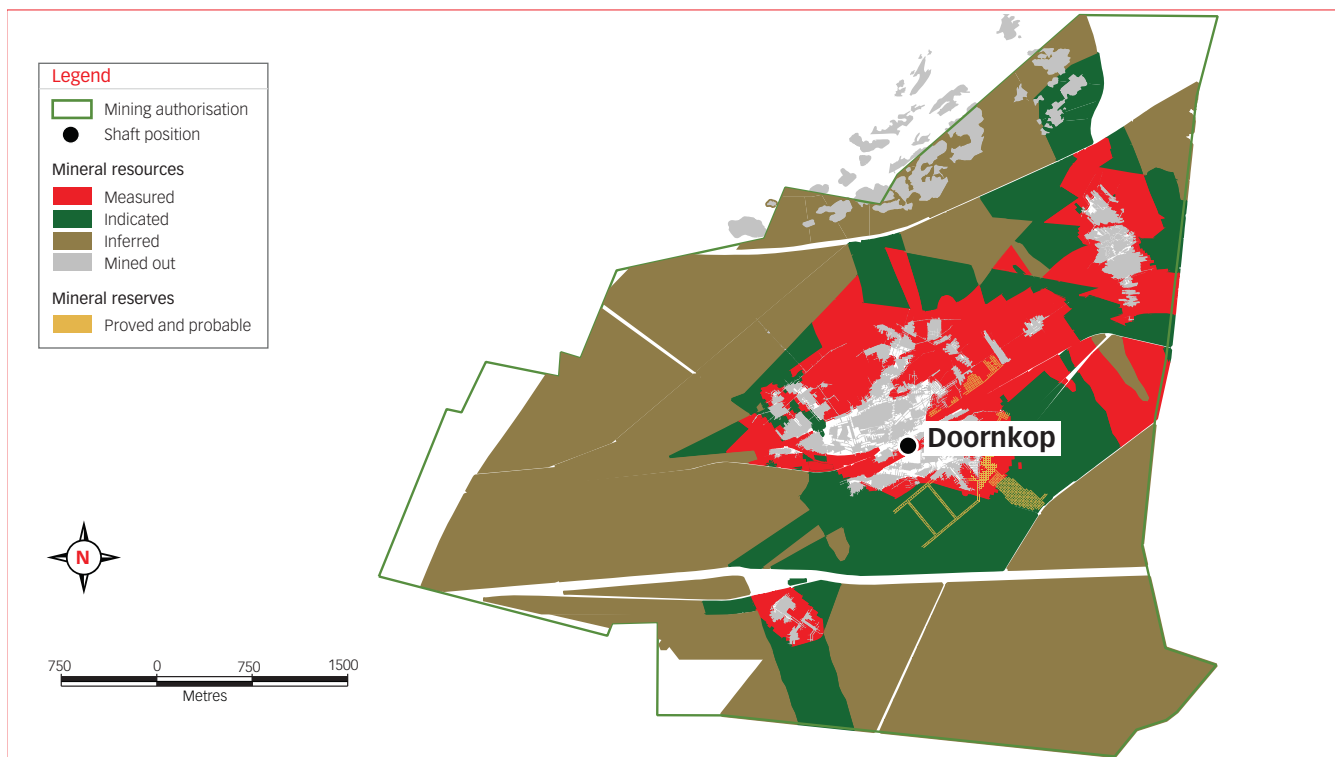 Legend
Mining authorisation
Shaft position
Mineral resources
Measured
Indicated
Inferred
Mined out
Mineral reserves
Proved and probable
Doornkop
N
750 0 750 1500
Metres